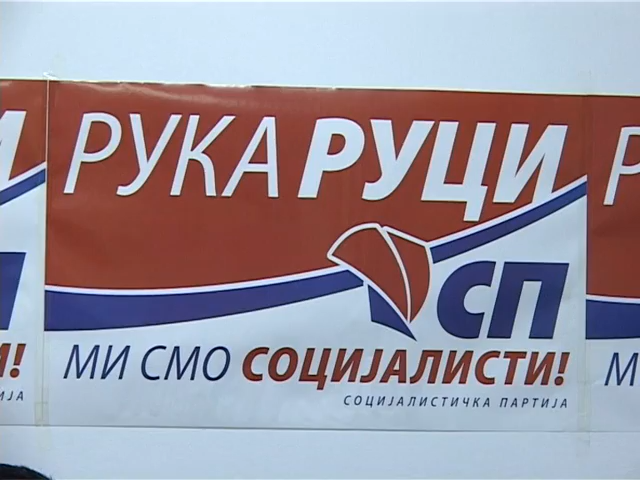 РУКА РУЦИ
СП
МИ СМО СОЦИЈАЛИСТИ!
СОЦИЈАЛИСТИЧКА ПАРТИЈА